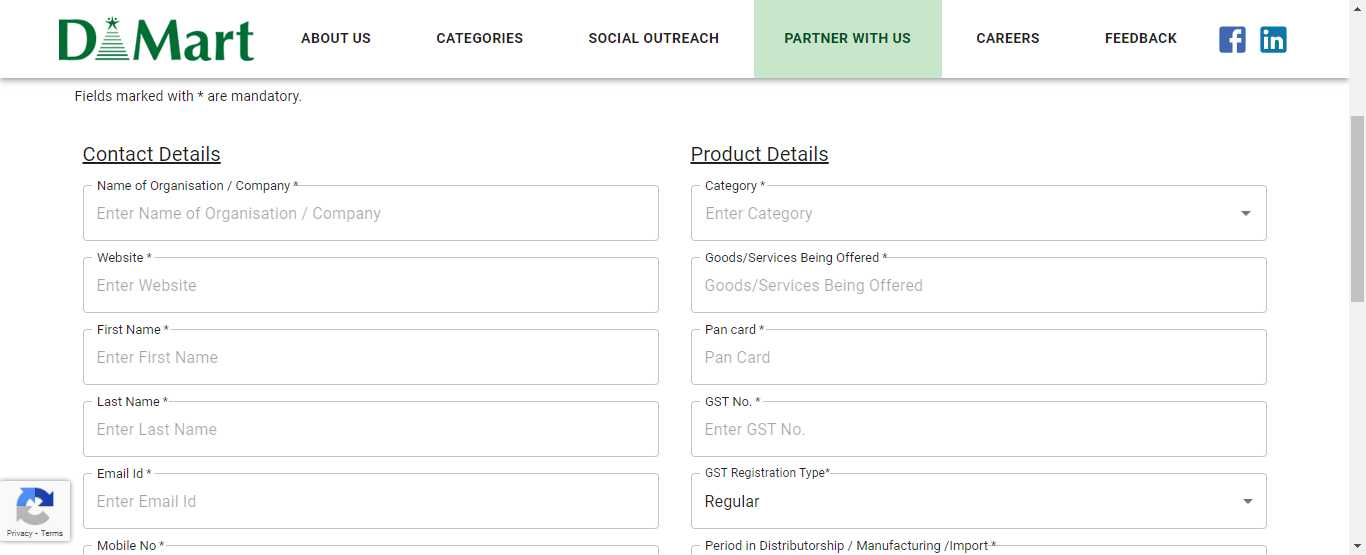 D Mart
ABOUT US
CATEGORIES
SOCIAL OUTREACH
PARTNER WITH US
CAREERS
FEEDBACK
f
in
Fields marked with * are mandatory.
Contact Details
Name of Organisation / Company *
Enter Name of Organisation / Company
Website *
Enter Website
First Name *
Enter First Name
Last Name *
Enter Last Name
Email Id *
Enter Email Id
Mobile No *
Product Details
Category *
Enter Category
Goods/Services Being Offered *
Goods/Services Being Offered
Pan card *
Pan Card
GST No. *
Enter GST No.
GST Registration Type*
Regular
Period in Distributorship / Manufacturing /Import *
Privacy - Terms